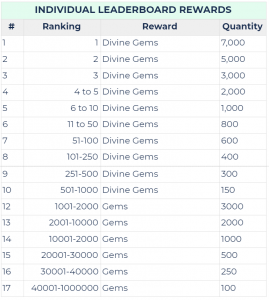 INDIVIDUAL LEADERBOARD REWARDS
# Ranking Reward Quantity
1 1 Divine Gems 7,000
2 2 Divine Gems 5,000
3 3 Divine Gems 3,000
4 4 to 5 Divine Gems 2,000
5 6 to 10 Divine Gems 1,000
6 11 to 50 Divine Gems 800
7 51-100 Divine Gems 600
8 101-250 Divine Gems 400
9 251-500 Divine Gems 300
10 501-1000 Divine Gems 150
12 1001-2000 Gems 3000
13 2001-10000 Gems 2000
14 10001-2000 Gems 1000
15 20001-30000 Gems 500
16 30001-40000 Gems 250
17 40001-1000000 Gems 100